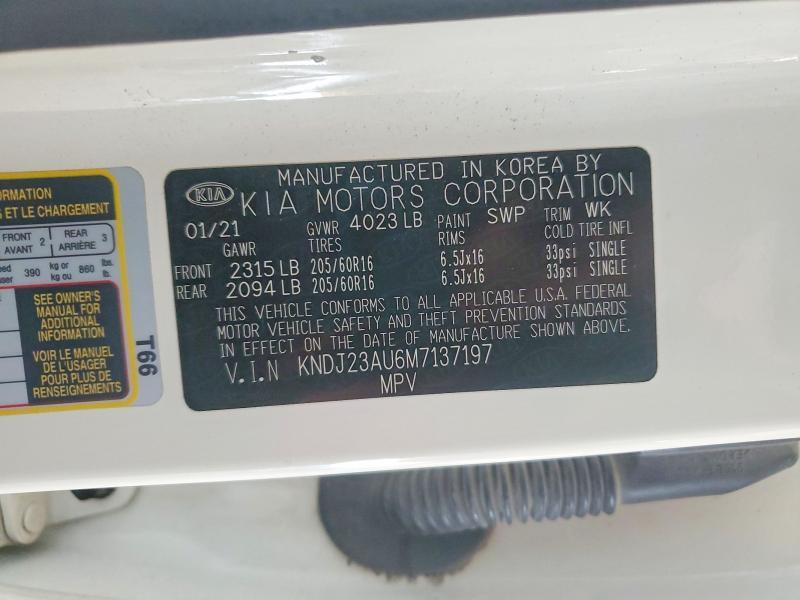 ORMATION
S ET LE CHARGEMENT
FRONT 2 REAR 3
AVANT ARRIÈRE
390 kg or 860 lbs.
kg ou lb.
SEE OWNER'S
MANUAL FOR
ADDITIONAL
INFORMATION
VOIR LE MANUEL
DE L'USAGER
POUR PLUS DE
RENSEIGNEMENTS
T66
MANUFACTURED IN KOREA BY
KIA KIA MOTORS CORPORATION
01/21 GVWR 4023 LB PAINT SWP TRIM WK
GAWR TIRES RIMS COLD TIRE INFL
FRONT 2315 LB 205/60R16 6.5Jx16 33psi SINGLE
REAR 2094 LB 205/60R16 6.5Jx16 33psi SINGLE
THIS VEHICLE CONFORMS TO ALL APPLICABLE U.S.A. FEDERAL
MOTOR VEHICLE SAFETY AND THEFT PREVENTION STANDARDS
IN EFFECT ON THE DATE OF MANUFACTURE SHOWN ABOVE.
V.I.N KNDJ23AU6M7137197
MPV